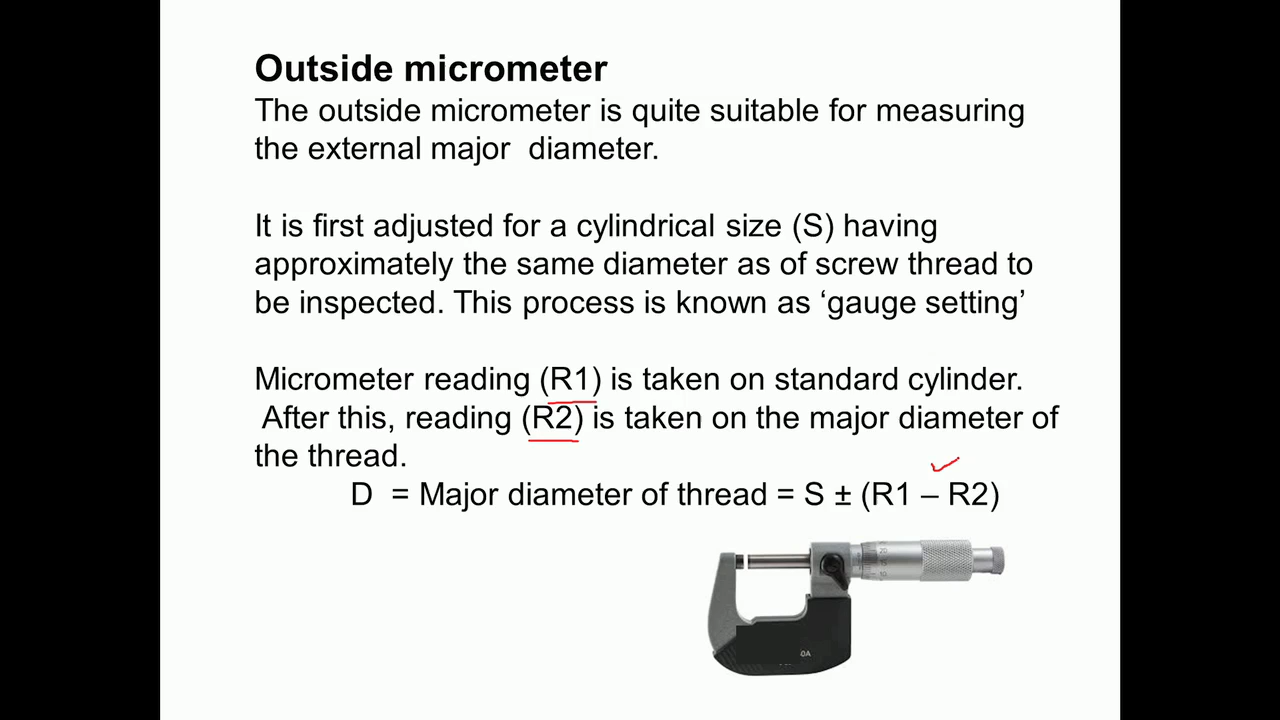 Outside micrometer
The outside micrometer is quite suitable for measuring
the external major diameter.
It is first adjusted for a cylindrical size (S) having
approximately the same diameter as of screw thread to
be inspected. This process is known as ‘gauge setting’
Micrometer reading (R1) is taken on standard cylinder.
After this, reading (R2) is taken on the major diameter of
the thread.
D = Major diameter of thread = S ± (R1 – R2)